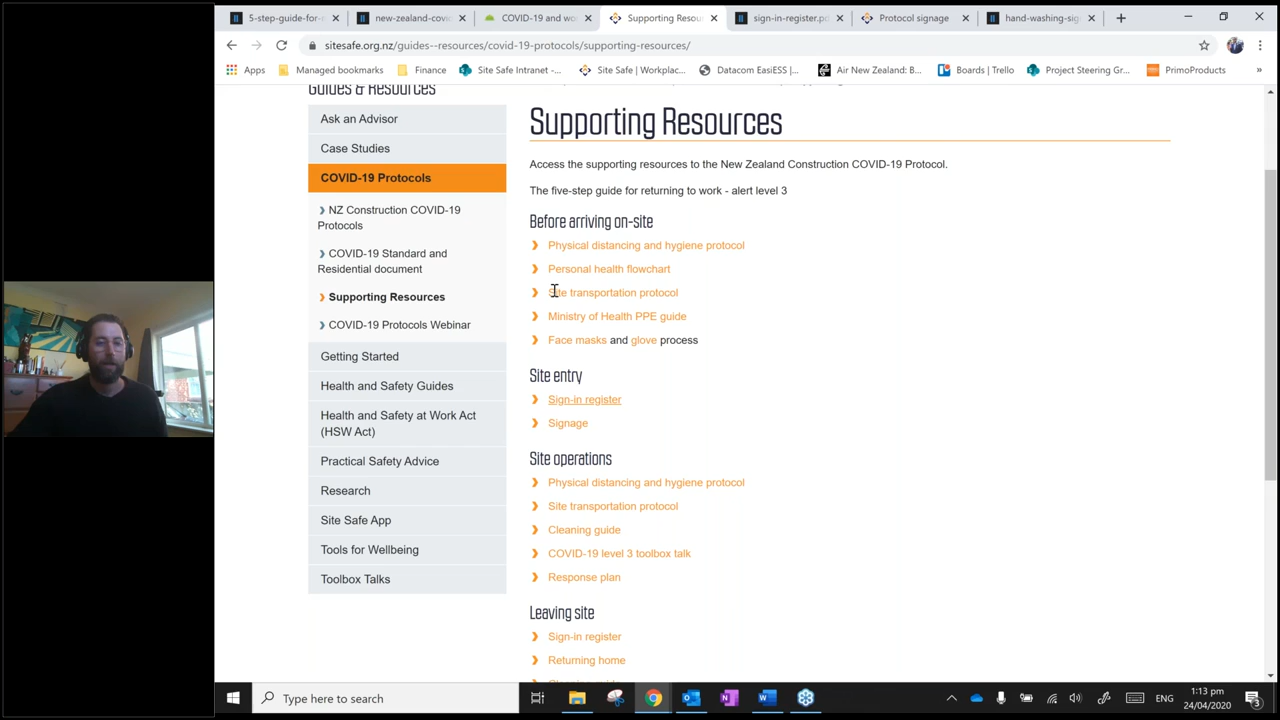 5-step-guide-for-
new-zealand-covi
COVID-19 and wo
Supporting Resou
sign-in-register.pd
Protocol signage
hand-washing-sig
sitesafe.org.nz/guides--resources/covid-19-protocols/supporting-resources/
Apps
Managed bookmarks
Finance
Site Safe Intranet -...
Site Safe | Workplac...
Datacom EasiESS |...
Air New Zealand: B...
Boards | Trello
Project Steering Gr...
PrimoProducts
»
Guides & Resources
Ask an Advisor
Case Studies
COVID-19 Protocols
NZ Construction COVID-19
Protocols
COVID-19 Standard and
Residential document
Supporting Resources
COVID-19 Protocols Webinar
Getting Started
Health and Safety Guides
Health and Safety at Work Act
(HSW Act)
Practical Safety Advice
Research
Site Safe App
Tools for Wellbeing
Toolbox Talks
Supporting Resources
Access the supporting resources to the New Zealand Construction COVID-19 Protocol.
The five-step guide for returning to work - alert level 3
Before arriving on-site
Physical distancing and hygiene protocol
Personal health flowchart
Site transportation protocol
Ministry of Health PPE guide
Face masks and glove process
Site entry
Sign-in register
Signage
Site operations
Physical distancing and hygiene protocol
Site transportation protocol
Cleaning guide
COVID-19 level 3 toolbox talk
Response plan
Leaving site
Sign-in register
Returning home
Type here to search
ENG
1:13 pm
24/04/2020
3